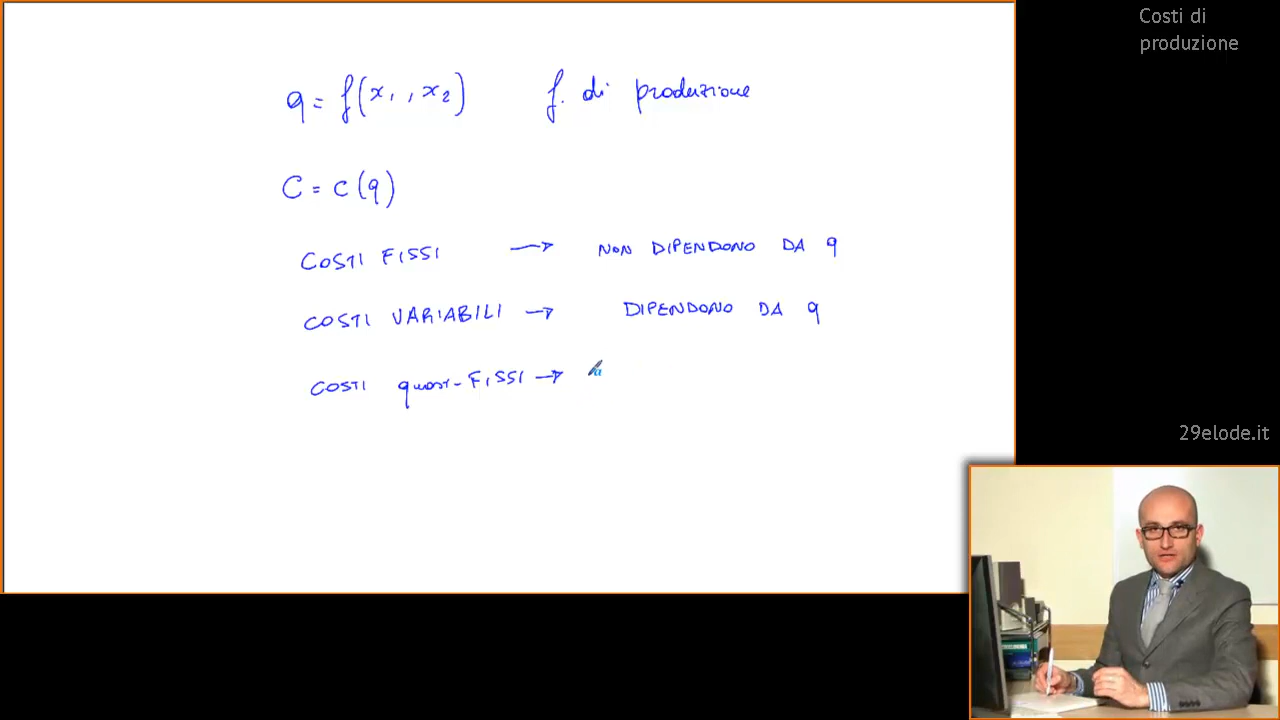 Costi di
produzione
q = f(x1, x2) f. di produzione
C = c(q)
COSTI FISSI → NON DIPENDONO DA q
COSTI VARIABILI → DIPENDONO DA q
COSTI quasi-FISSI →
29elode.it